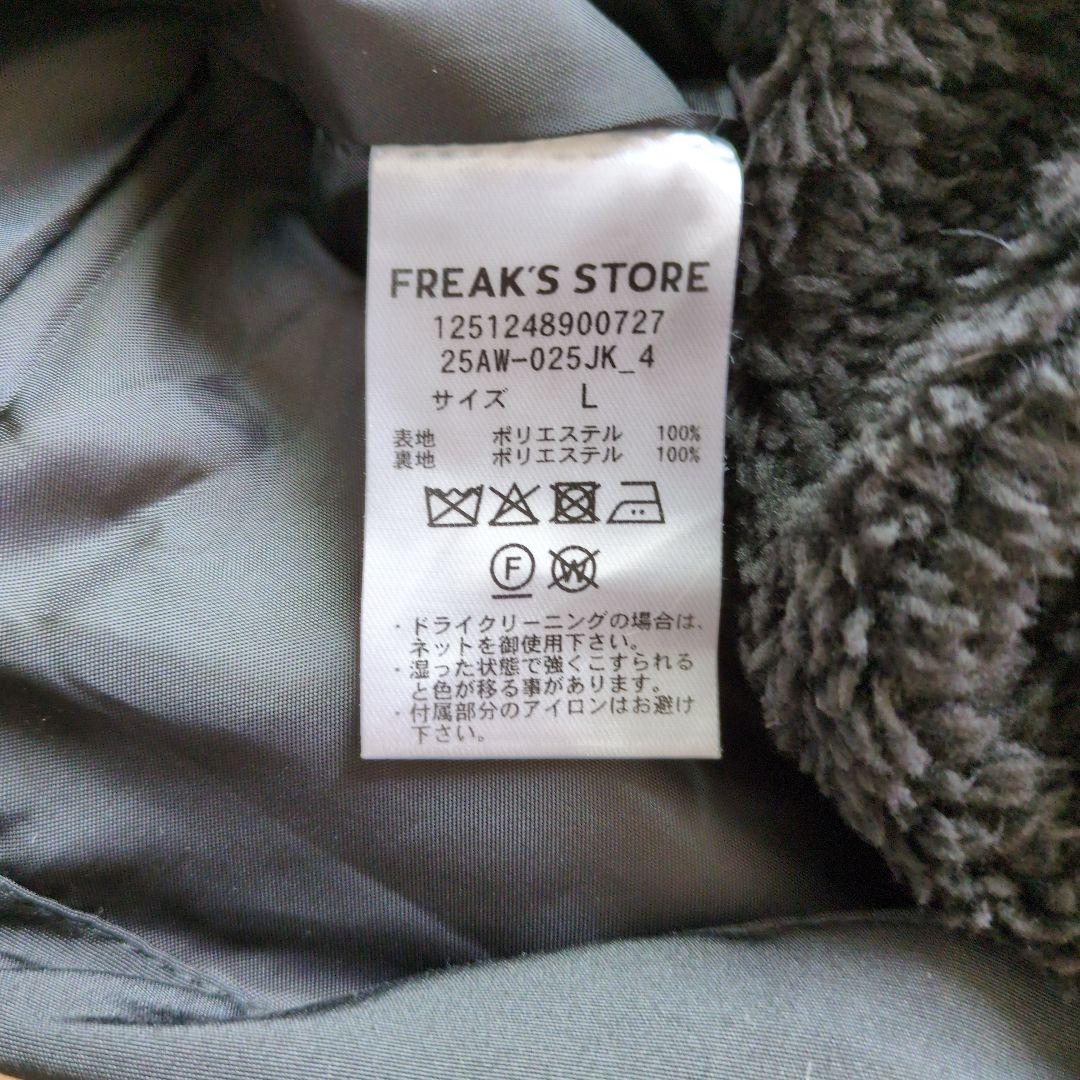 FREAK'S STORE
1251248900727
25AW-025JK_4
サイズ L
表地 ポリエステル 100%
裏地 ポリエステル 100%
F W
・ドライクリーニングの場合は、
ネットを御使用下さい。
・湿った状態で強くこすられる
と色が移る事があります。
・付属部分のアイロンはお避け
下さい。